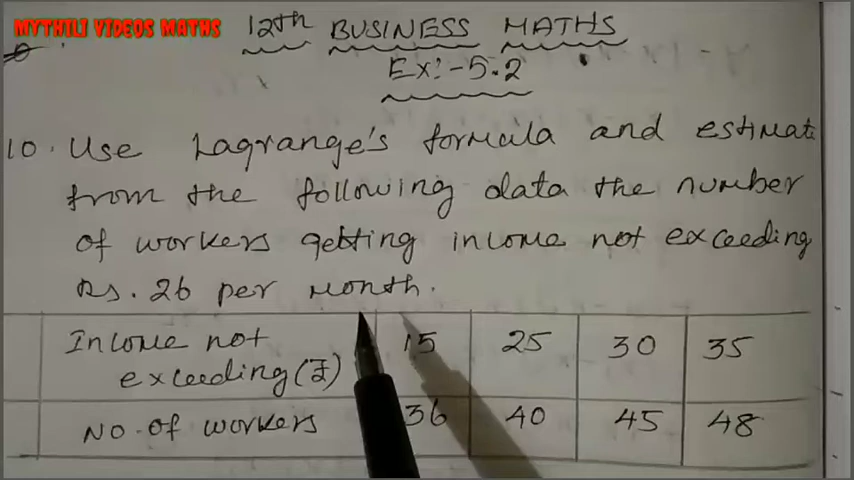 MYTHILI VIDEOS MATHS
12th BUSINESS MATHS
Ex:-5.2
10. Use Lagrange's formula and estimat
from the following data the number
of workers getting income not exceeding
Rs. 26 per month.
Income not 15 25 30 35
exceeding (₹)
No. of workers 36 40 45 48